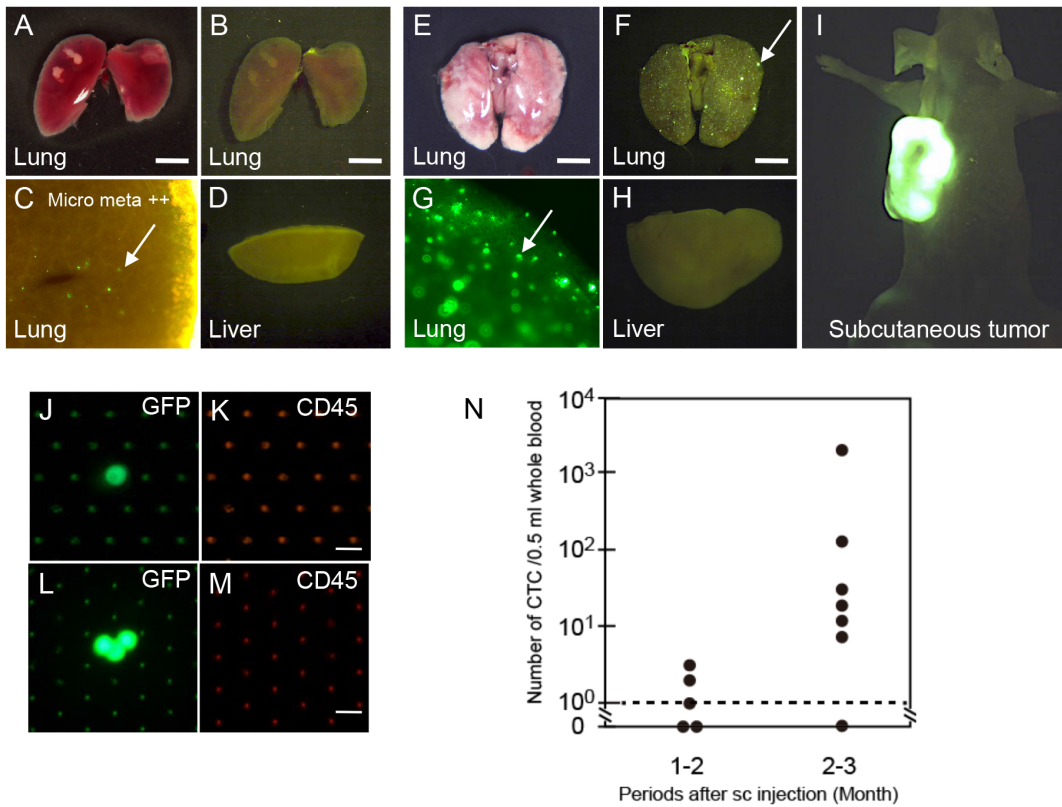 A
Lung
B
Lung
C
Micro meta ++
Lung
D
Liver
E
Lung
F
Lung
G
Lung
H
Liver
I
Subcutaneous tumor
J
GFP
K
CD45
L
GFP
M
CD45
N
Number of CTC /0.5 ml whole blood
10⁴
10³
10²
10¹
10⁰
0
1-2
2-3
Periods after sc injection (Month)